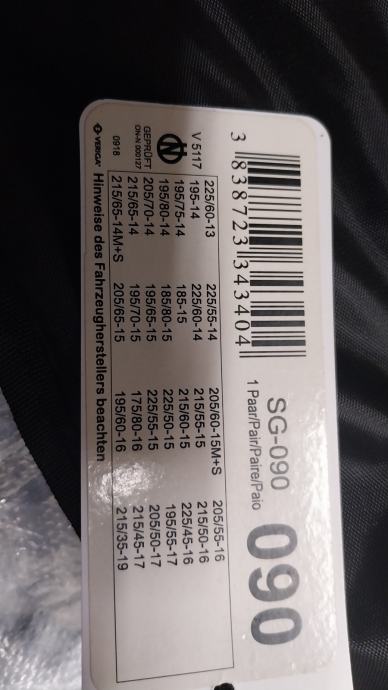 SG-090
1 Paar/Pair/Paire/Paio
090
3 838723 343404
V 5117
GEPRÜFT
ÖN-N 000127
0918
VERIGA
225/60-13 225/55-14 205/60-15M+S 205/55-16
195-14 225/60-14 215/55-15 215/50-16
195/75-14 185-15 215/60-15 225/45-16
195/80-14 185/80-15 225/50-15 195/55-17
205/70-14 195/65-15 225/55-15 205/50-17
215/65-14 195/70-15 175/80-16 215/45-17
215/65-14M+S 205/65-15 195/60-16 215/35-19
Hinweise des Fahrzeugherstellers beachten